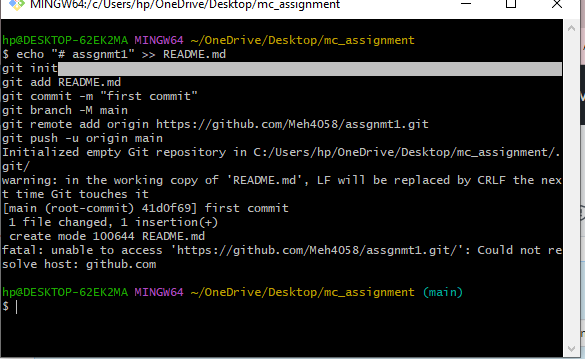 MINGW64:/c/Users/hp/OneDrive/Desktop/mc_assignment
hp@DESKTOP-62EK2MA MINGW64 ~/OneDrive/Desktop/mc_assignment
$ echo "# assgnmt1" >> README.md
git init
git add README.md
git commit -m "first commit"
git branch -M main
git remote add origin https://github.com/Meh4058/assgnmt1.git
git push -u origin main
Initialized empty Git repository in C:/Users/hp/OneDrive/Desktop/mc_assignment/.
git/
warning: in the working copy of 'README.md', LF will be replaced by CRLF the nex
t time Git touches it
[main (root-commit) 41d0f69] first commit
 1 file changed, 1 insertion(+)
 create mode 100644 README.md
fatal: unable to access 'https://github.com/Meh4058/assgnmt1.git/': Could not re
solve host: github.com
hp@DESKTOP-62EK2MA MINGW64 ~/OneDrive/Desktop/mc_assignment (main)
$